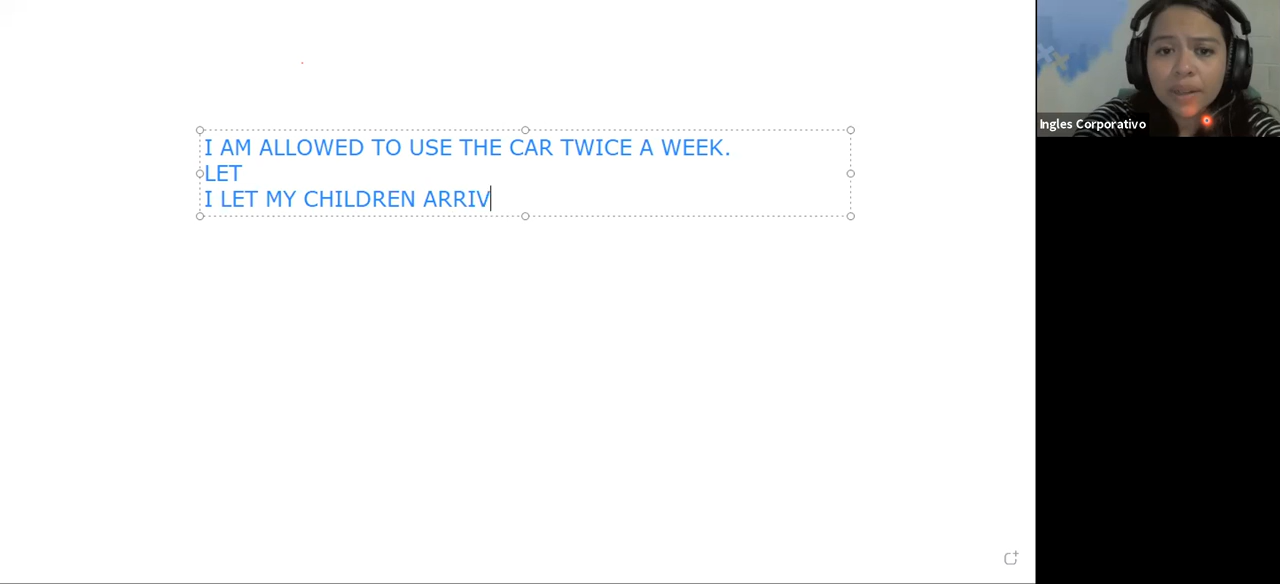 I AM ALLOWED TO USE THE CAR TWICE A WEEK.
LET
I LET MY CHILDREN ARRIV
Ingles Corporativo